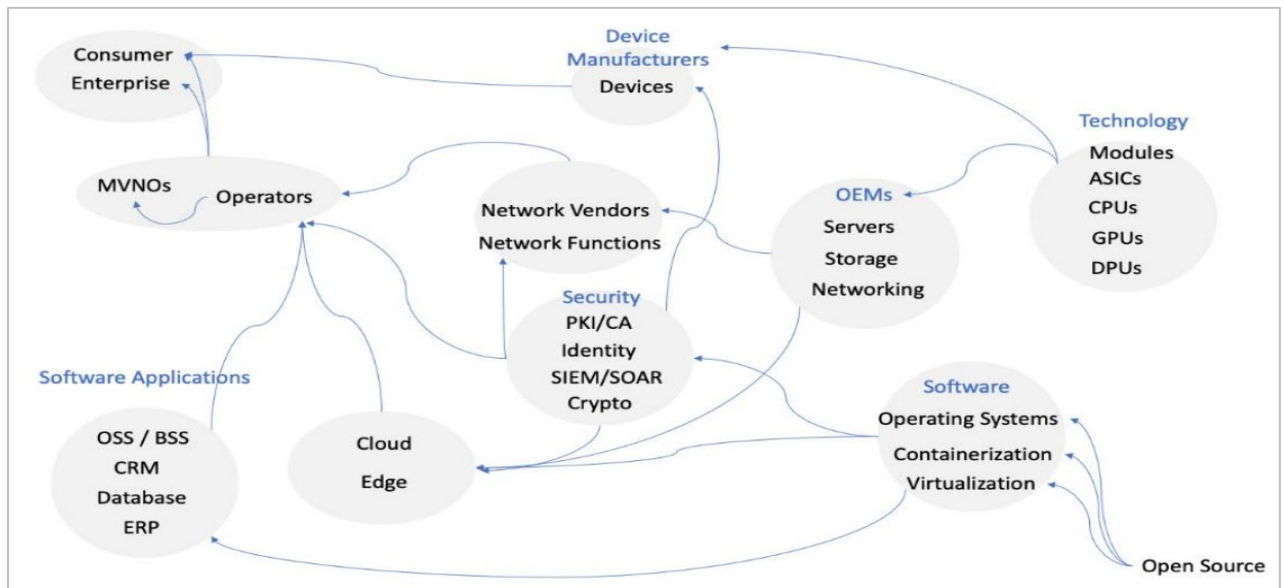 Consumer
Enterprise
Device
Manufacturers
Devices
Technology
Modules
ASICs
CPUs
GPUs
DPUs
MVNOs
Operators
Network Vendors
Network Functions
OEMs
Servers
Storage
Networking
Security
PKI/CA
Identity
SIEM/SOAR
Crypto
Software Applications
OSS / BSS
CRM
Database
ERP
Cloud
Edge
Software
Operating Systems
Containerization
Virtualization
Open Source